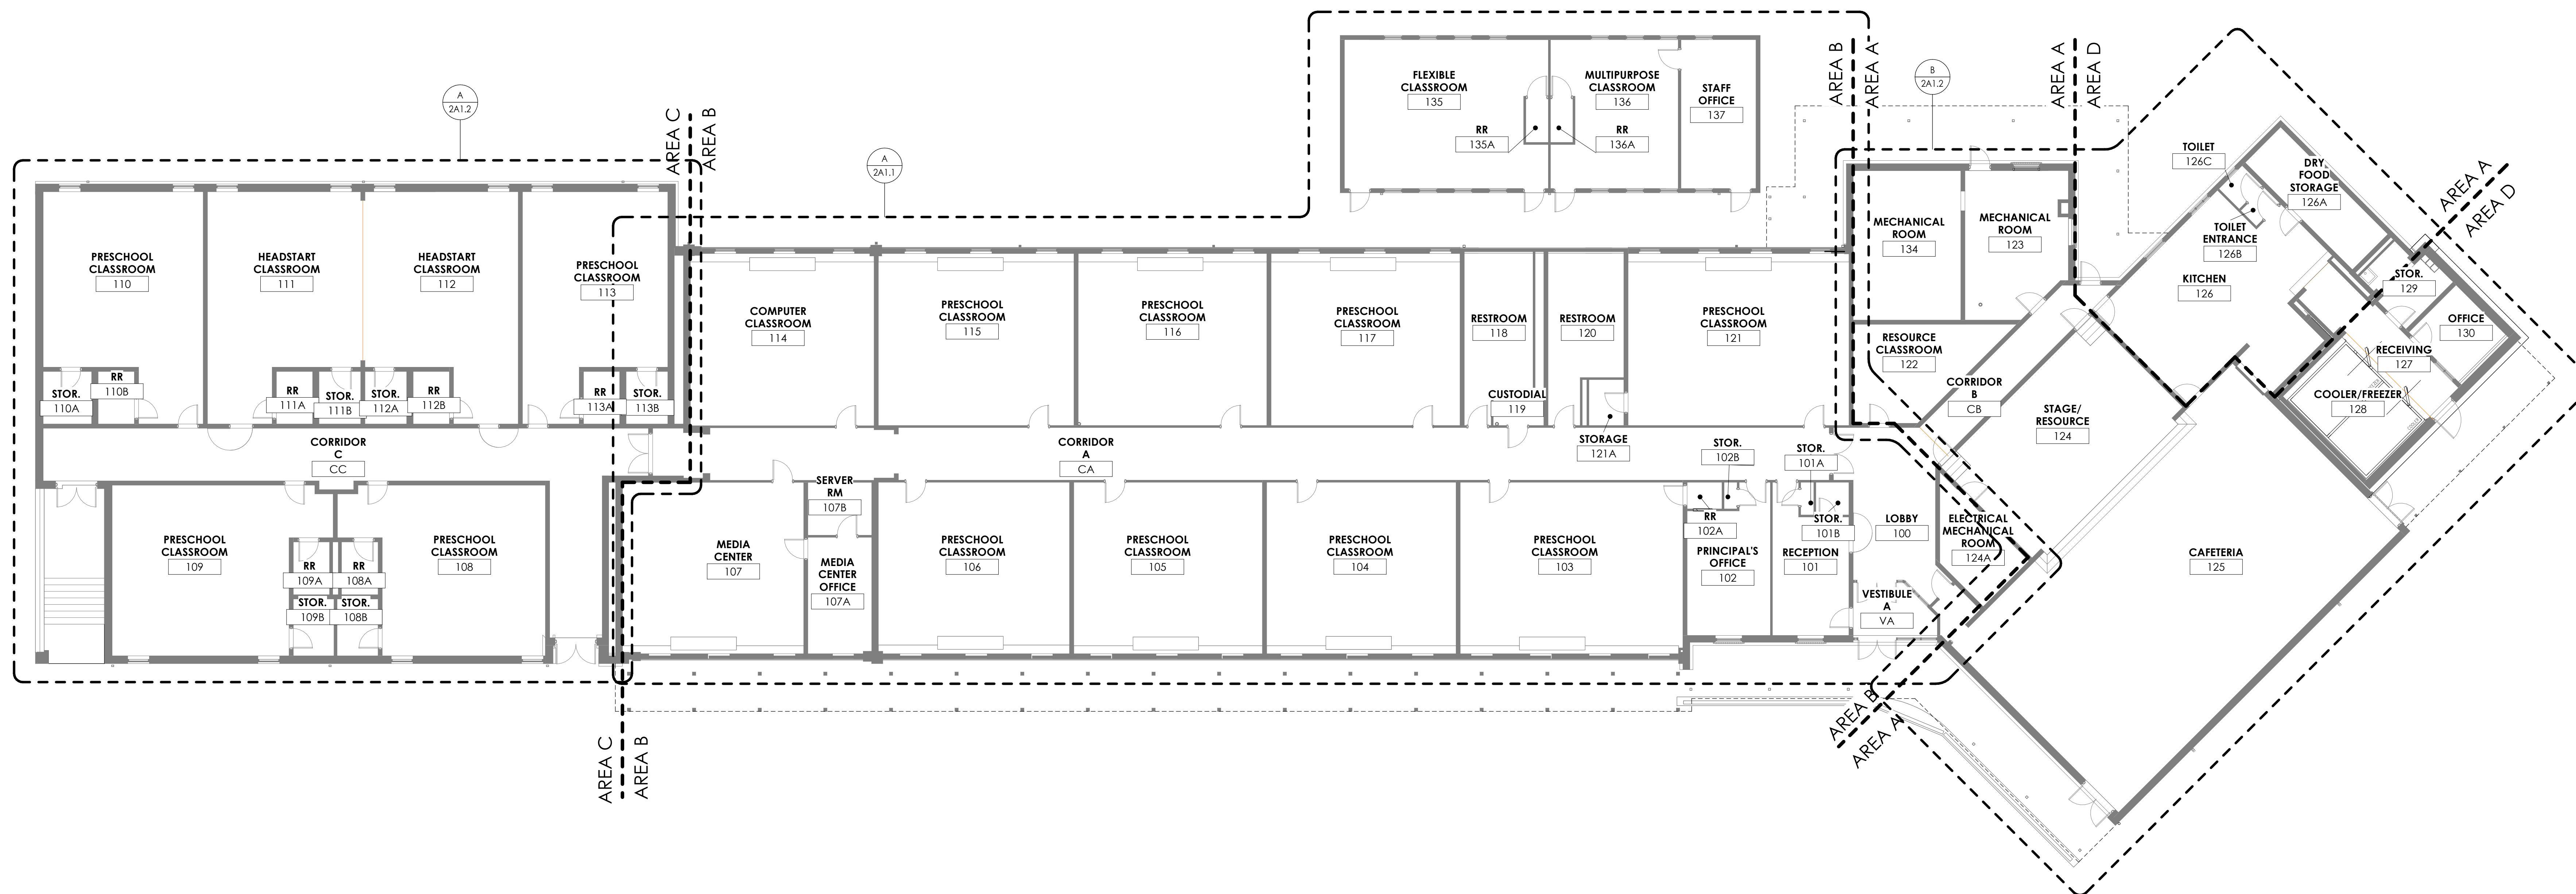 A
2A1.2
A
2A1.1
B
2A1.2
AREA C
AREA B
AREA B
AREA A
AREA A
AREA D
AREA A
AREA D
AREA C
AREA B
AREA B
AREA A
FLEXIBLE
CLASSROOM
135
MULTIPURPOSE
CLASSROOM
136
STAFF
OFFICE
137
RR
135A
RR
136A
PRESCHOOL
CLASSROOM
110
HEADSTART
CLASSROOM
111
HEADSTART
CLASSROOM
112
PRESCHOOL
CLASSROOM
113
STOR.
110A
RR
110B
RR
111A
STOR.
111B
STOR.
112A
RR
112B
RR
113A
STOR.
113B
COMPUTER
CLASSROOM
114
PRESCHOOL
CLASSROOM
115
PRESCHOOL
CLASSROOM
116
PRESCHOOL
CLASSROOM
117
RESTROOM
118
CUSTODIAL
119
RESTROOM
120
STORAGE
121A
PRESCHOOL
CLASSROOM
121
MECHANICAL
ROOM
134
MECHANICAL
ROOM
123
RESOURCE
CLASSROOM
122
CORRIDOR
B
CB
STAGE/
RESOURCE
124
TOILET
126C
DRY
FOOD
STORAGE
126A
TOILET
ENTRANCE
126B
KITCHEN
126
STOR.
129
OFFICE
130
RECEIVING
127
COOLER/FREEZER
128
CORRIDOR
C
CC
CORRIDOR
A
CA
PRESCHOOL
CLASSROOM
109
RR
109A
RR
108A
STOR.
109B
STOR.
108B
PRESCHOOL
CLASSROOM
108
MEDIA
CENTER
107
SERVER
RM
107B
MEDIA
CENTER
OFFICE
107A
PRESCHOOL
CLASSROOM
106
PRESCHOOL
CLASSROOM
105
PRESCHOOL
CLASSROOM
104
PRESCHOOL
CLASSROOM
103
STOR.
102B
STOR.
101A
RR
102A
PRINCIPAL'S
OFFICE
102
STOR.
101B
RECEPTION
101
LOBBY
100
ELECTRICAL
MECHANICAL
ROOM
124A
VESTIBULE
A
VA
CAFETERIA
125